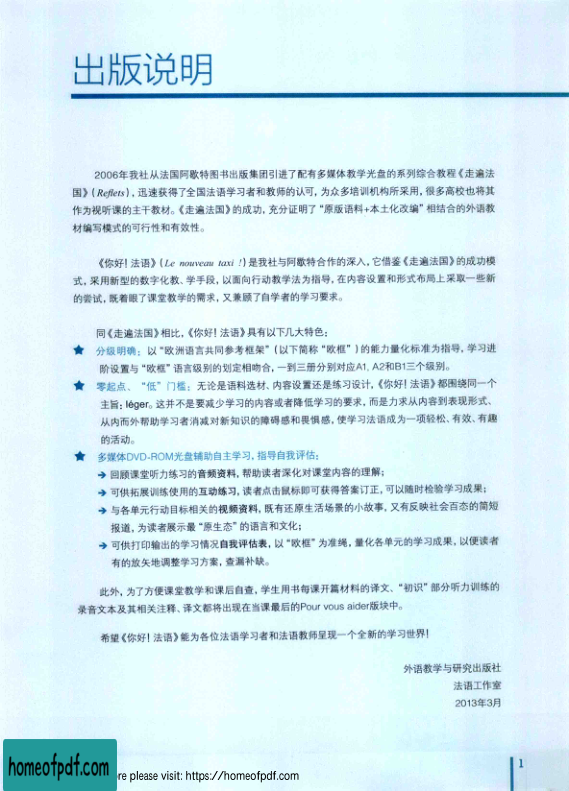 出版说明
2006年我社从法国阿歇特图书出版集团引进了配有多媒体教学光盘的系列综合教程《走遍法
国》（Reflets），迅速获得了全国法语学习者和教师的认可，为众多培训机构所采用，很多高校也将其
作为视听课的主干教材。《走遍法国》的成功，充分证明了“原版语料+本土化改编”相结合的外语教
材编写模式的可行性和有效性。
《你好！法语》（Le nouveau taxi !）是我社与阿歇特合作的深入，它借鉴《走遍法国》的成功模
式，采用新型的数字化教、学手段，以面向行动教学法为指导，在内容设置和形式布局上采取一些新
的尝试，既着眼了课堂教学的需求，又兼顾了自学者的学习要求。
同《走遍法国》相比，《你好！法语》具有以下几大特色：
★ 分级明确：以“欧洲语言共同参考框架”（以下简称“欧框”）的能力量化标准为指导，学习进
阶设置与“欧框”语言级别的划定相吻合，一到三册分别对应A1，A2和B1三个级别。
★ 零起点、“低”门槛：无论是语料选材、内容设置还是练习设计，《你好！法语》都围绕同一个
主旨：léger。这并不是要减少学习的内容或者降低学习的要求，而是力求从内容到表现形式、
从内而外帮助学习者消减对新知识的障碍感和畏惧感，使学习法语成为一项轻松、有效、有趣
的活动。
★ 多媒体DVD-ROM光盘辅助自主学习，指导自我评估：
➔ 回顾课堂听力练习的音频资料，帮助读者深化对课堂内容的理解；
➔ 可供拓展训练使用的互动练习，读者点击鼠标即可获得答案订正，可以随时检验学习成果；
➔ 与各单元行动目标相关的视频资料，既有还原生活场景的小故事，又有反映社会百态的简短
报道，为读者展示最“原生态”的语言和文化；
➔ 可供打印输出的学习情况自我评估表，以“欧框”为准绳，量化各单元的学习成果，以便读者
有的放矢地调整学习方案，查漏补缺。
此外，为了方便课堂教学和课后自查，学生用书每课开篇材料的译文、“初识”部分听力训练的
录音文本及其相关注释、译文都将出现在当课最后的Pour vous aider版块中。
希望《你好！法语》能为各位法语学习者和法语教师呈现一个全新的学习世界！
外语教学与研究出版社
法语工作室
2013年3月
1
homeofpdf.com
re please visit: https://homeofpdf.com